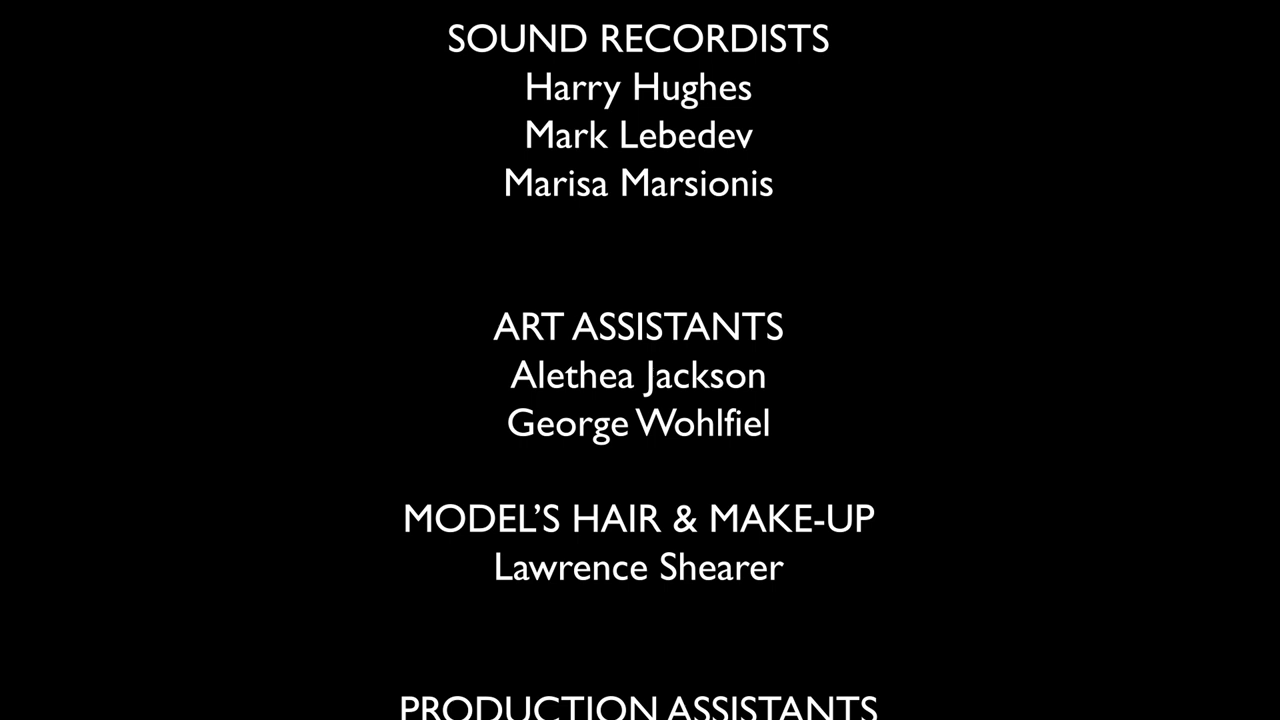 SOUND RECORDISTS
Harry Hughes
Mark Lebedev
Marisa Marsionis
ART ASSISTANTS
Alethea Jackson
George Wohlfiel
MODEL’S HAIR & MAKE-UP
Lawrence Shearer
PRODUCTION ASSISTANTS